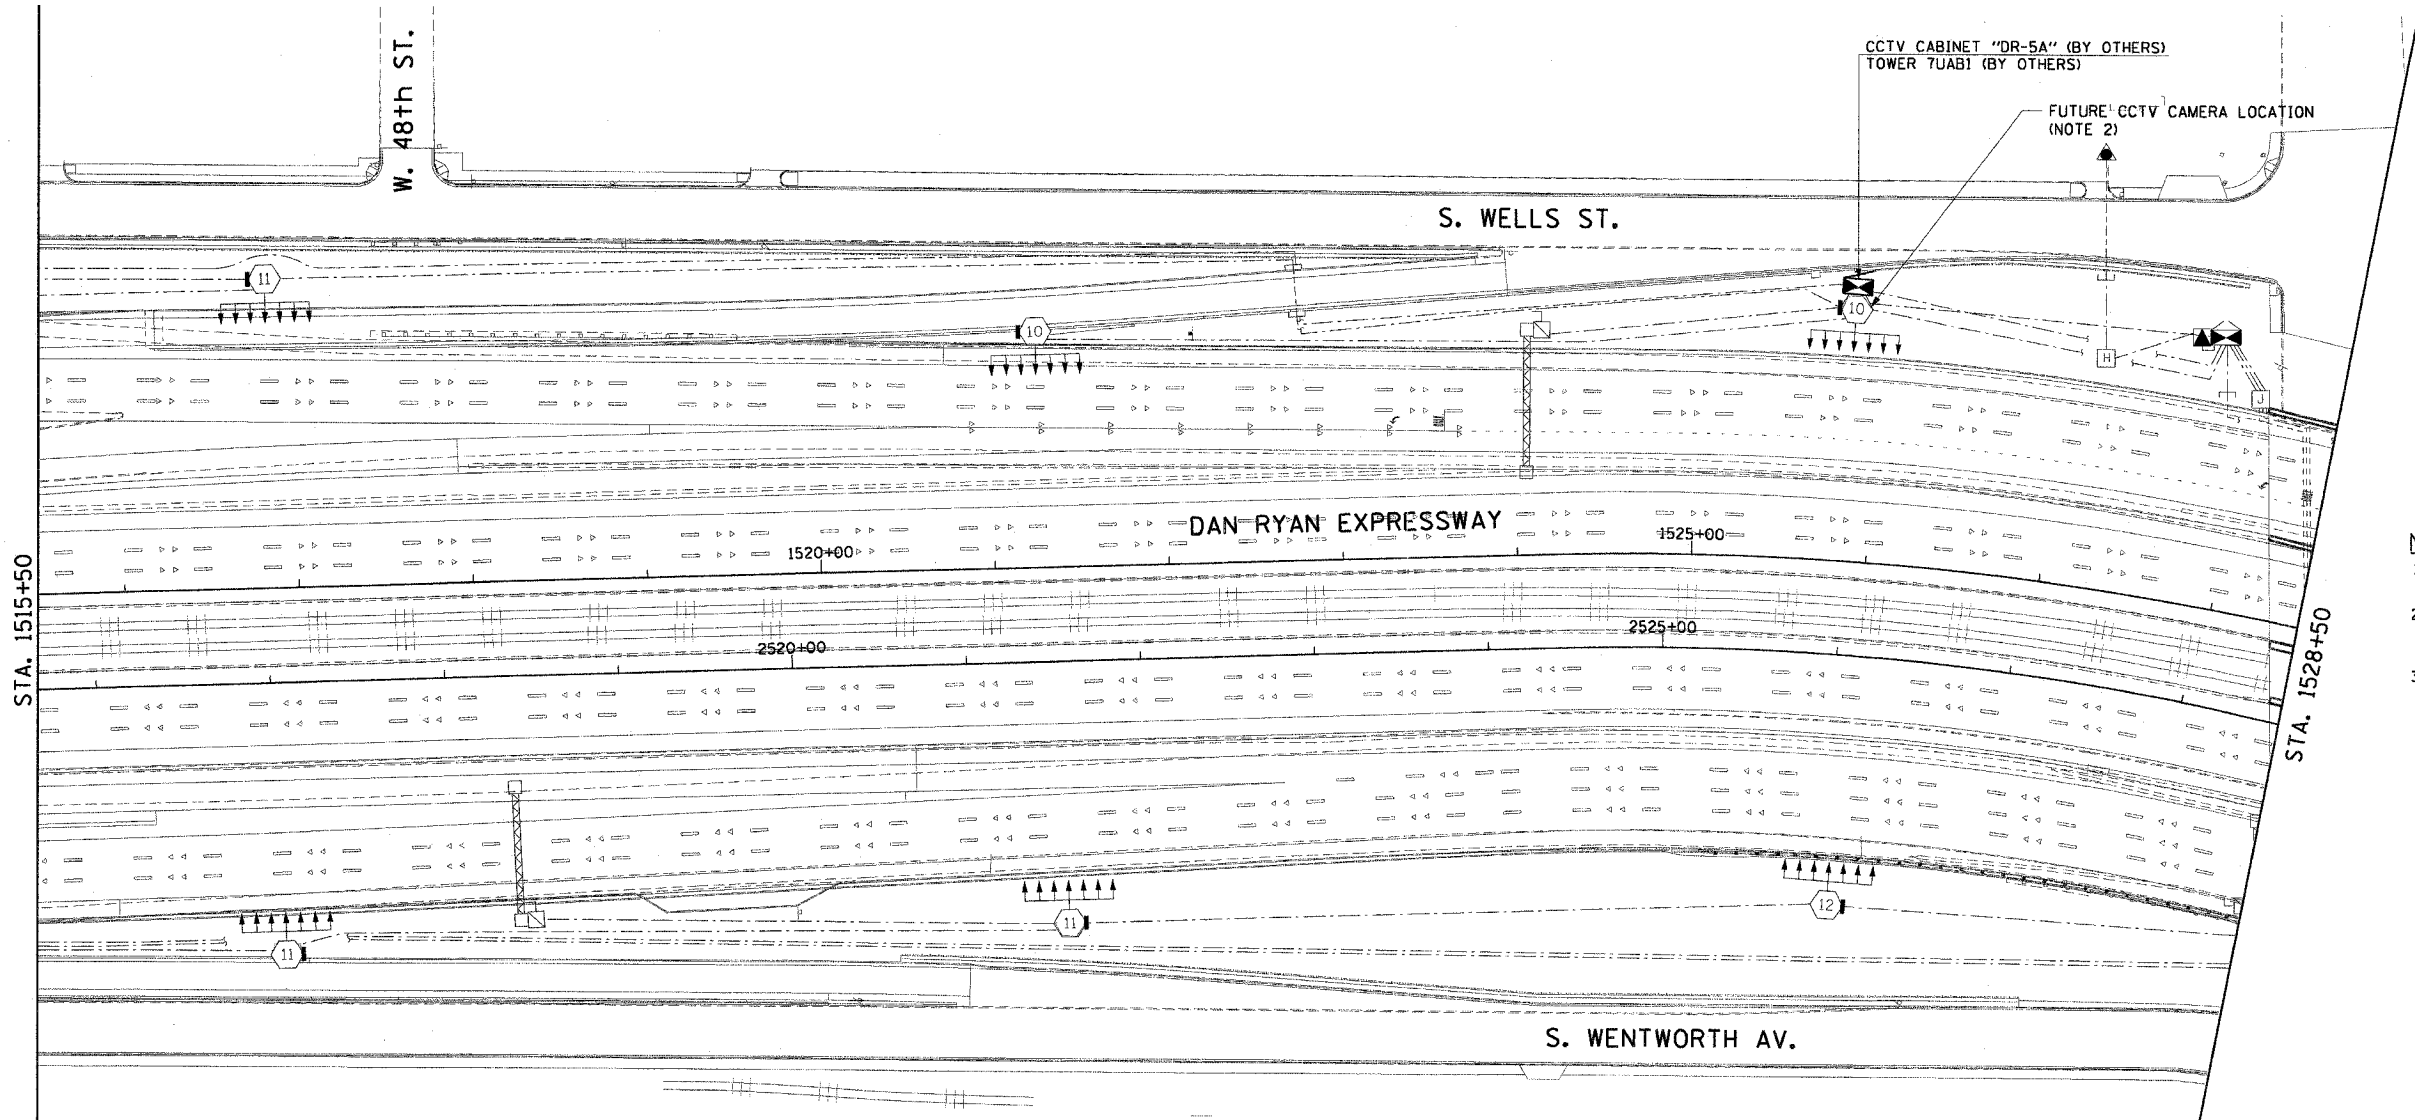 CCTV CABINET "DR-5A" (BY OTHERS)
TOWER 7UAB1 (BY OTHERS)
FUTURE CCTV CAMERA LOCATION
(NOTE 2)
W. 48th ST.
S. WELLS ST.
11
10
10
H
J
DAN RYAN EXPRESSWAY
1520+00
1525+00
STA. 1515+50
2520+00
2525+00
STA. 1528+50
11
11
12
S. WENTWORTH AV.